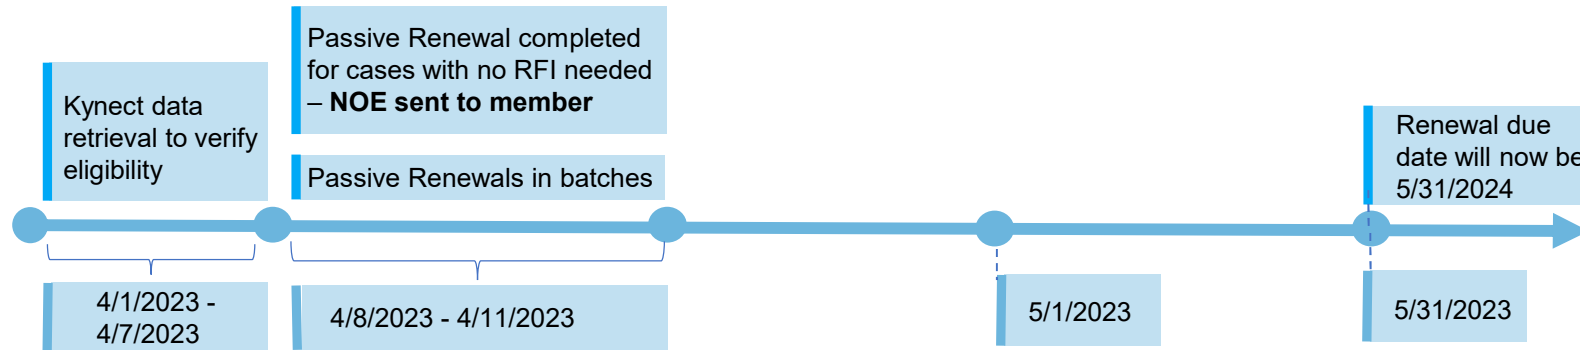 Kynect data
retrieval to verify
eligibility
Passive Renewal completed
for cases with no RFI needed
– NOE sent to member
Passive Renewals in batches
Renewal due
date will now be
5/31/2024
4/1/2023 -
4/7/2023
4/8/2023 - 4/11/2023
5/1/2023
5/31/2023